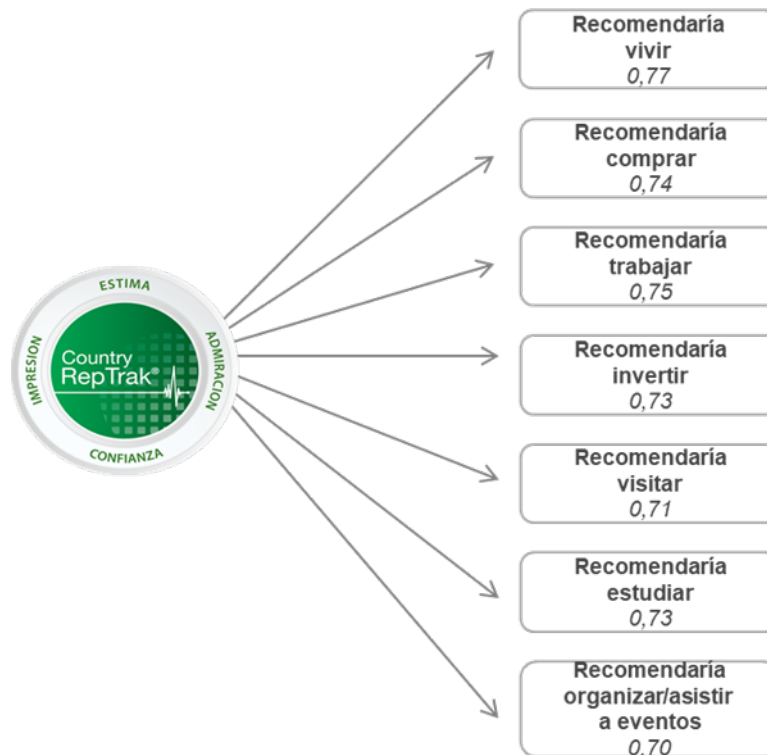 Recomendaría
vivir
0,77
Recomendaría
comprar
0,74
Recomendaría
trabajar
0,75
ESTIMA
IMPRESION
Country
RepTrak®
ADMIRACION
CONFIANZA
Recomendaría
invertir
0,73
Recomendaría
visitar
0,71
Recomendaría
estudiar
0,73
Recomendaría
organizar/asistir
a eventos
0,70